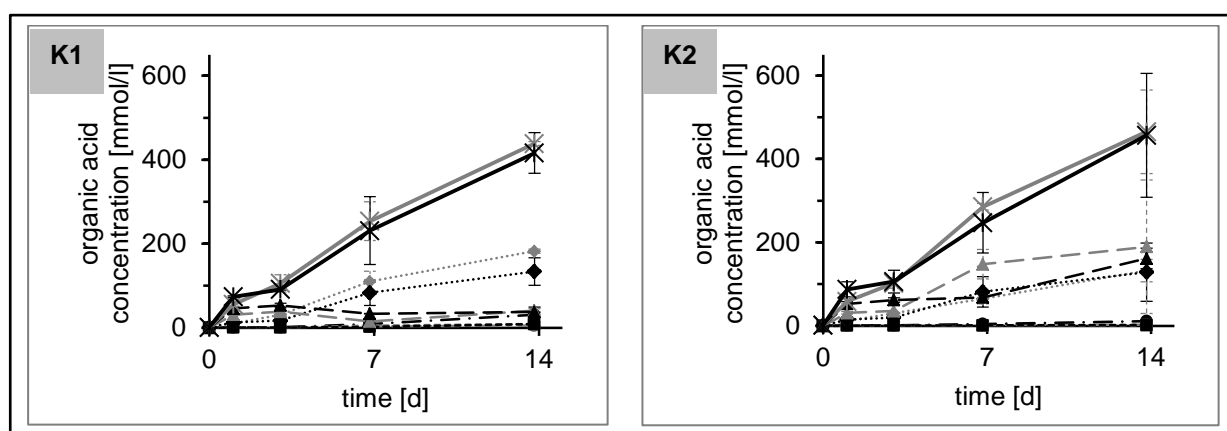 K1
organic acid
concentration [mmol/l]
600
400
200
0
0 7 14
time [d]
K2
organic acid
concentration [mmol/l]
600
400
200
0
0 7 14
time [d]